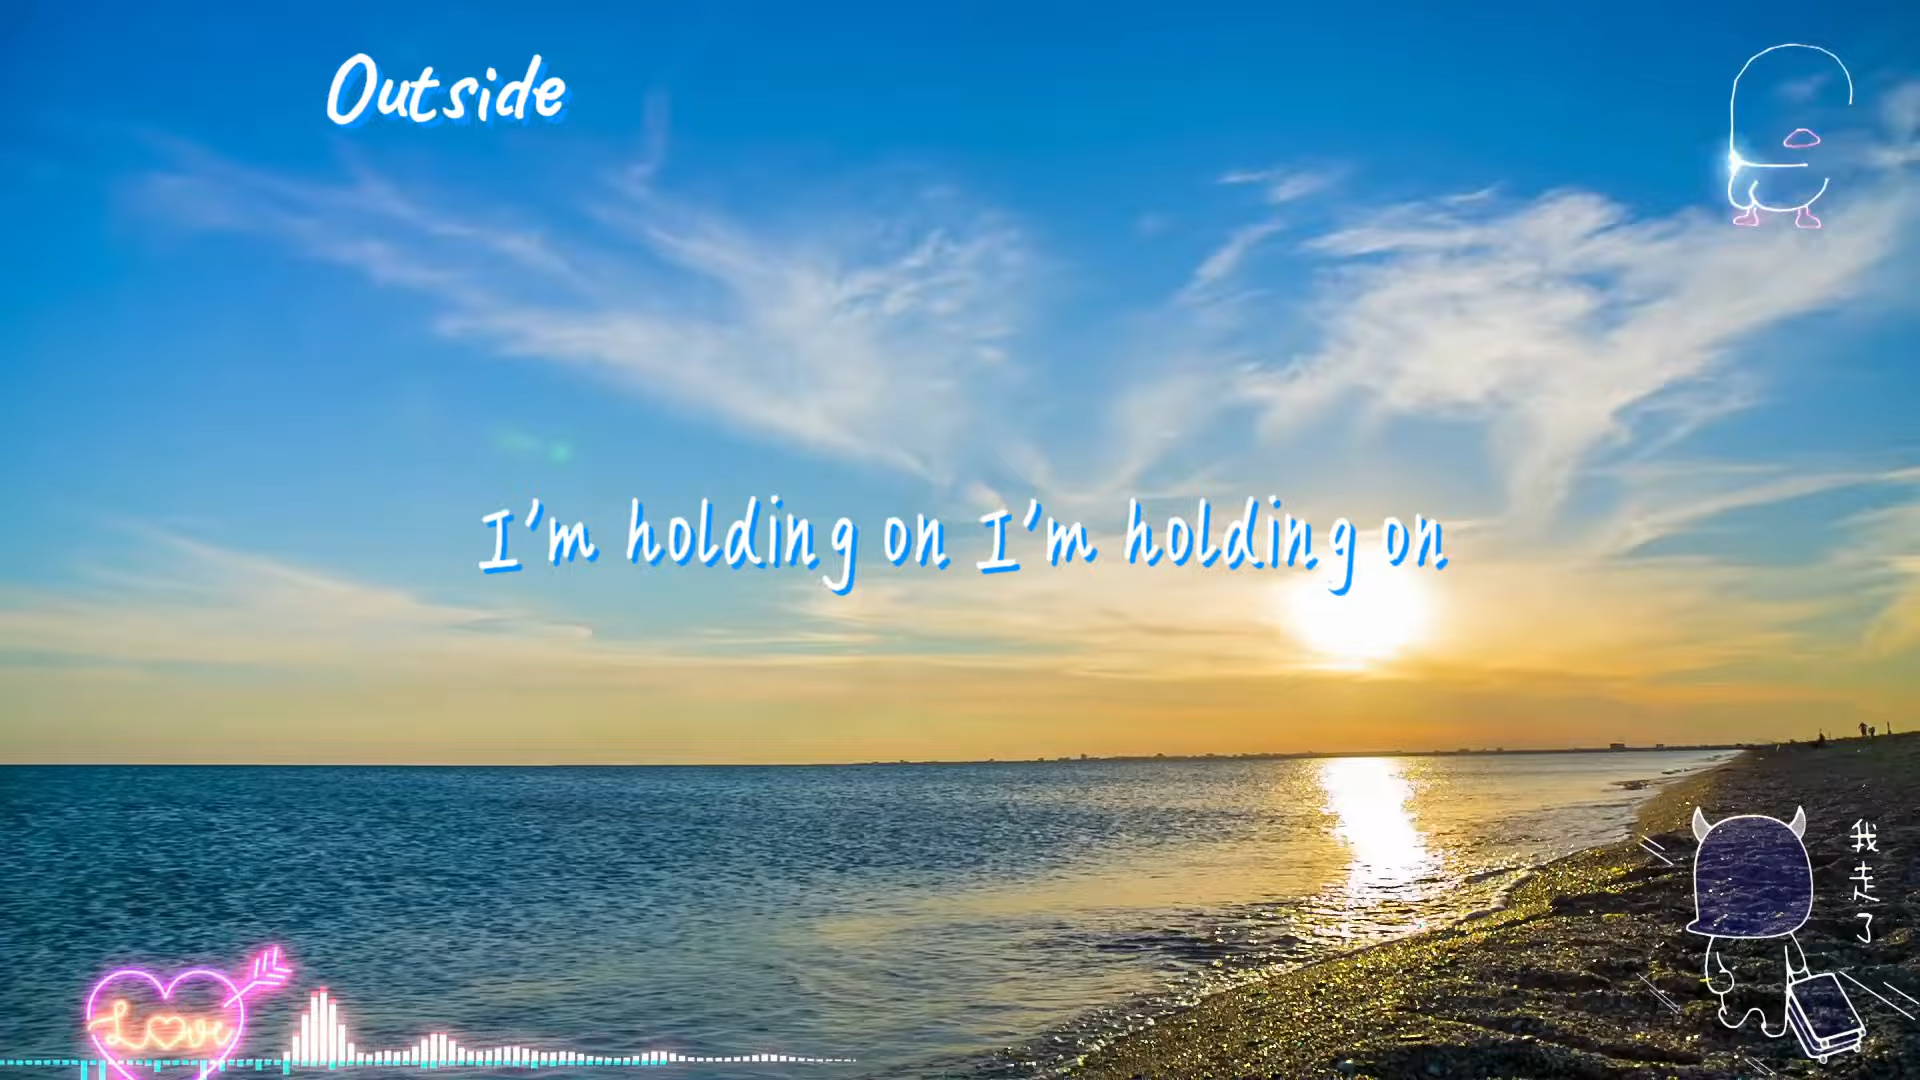 Outside
I'm holding on I'm holding on
我走了
Love